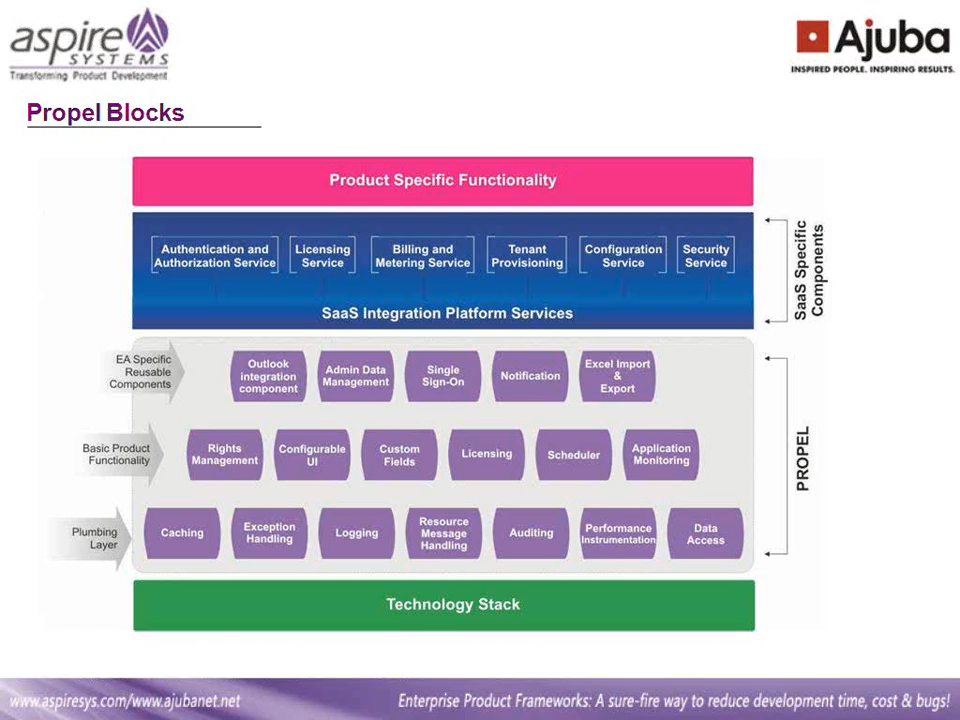 aspire
SYSTEMS
Transforming Product Development
Ajuba
INSPIRED PEOPLE. INSPIRING RESULTS.
Propel Blocks
Product Specific Functionality
Authentication and
Authorization Service
Licensing
Service
Billing and
Metering Service
Tenant
Provisioning
Configuration
Service
Security
Service
SaaS Integration Platform Services
SaaS Specific
Components
EA Specific
Reusable
Components
Outlook
integration
component
Admin Data
Management
Single
Sign-On
Notification
Excel Import
&
Export
Basic Product
Functionality
Rights
Management
Configurable
UI
Custom
Fields
Licensing
Scheduler
Application
Monitoring
PROPEL
Plumbing
Layer
Caching
Exception
Handling
Logging
Resource
Message
Handling
Auditing
Performance
Instrumentation
Data
Access
Technology Stack
www.aspiresys.com/www.ajubanet.net
Enterprise Product Frameworks: A sure-fire way to reduce development time, cost & bugs!